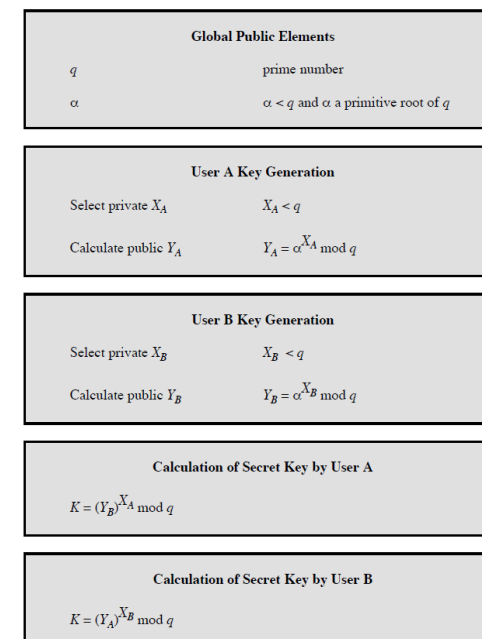 Global Public Elements
q prime number
α α < q and α a primitive root of q
User A Key Generation
Select private X_A X_A < q
Calculate public Y_A Y_A = α^{X_A} mod q
User B Key Generation
Select private X_B X_B < q
Calculate public Y_B Y_B = α^{X_B} mod q
Calculation of Secret Key by User A
K = (Y_B)^{X_A} mod q
Calculation of Secret Key by User B
K = (Y_A)^{X_B} mod q